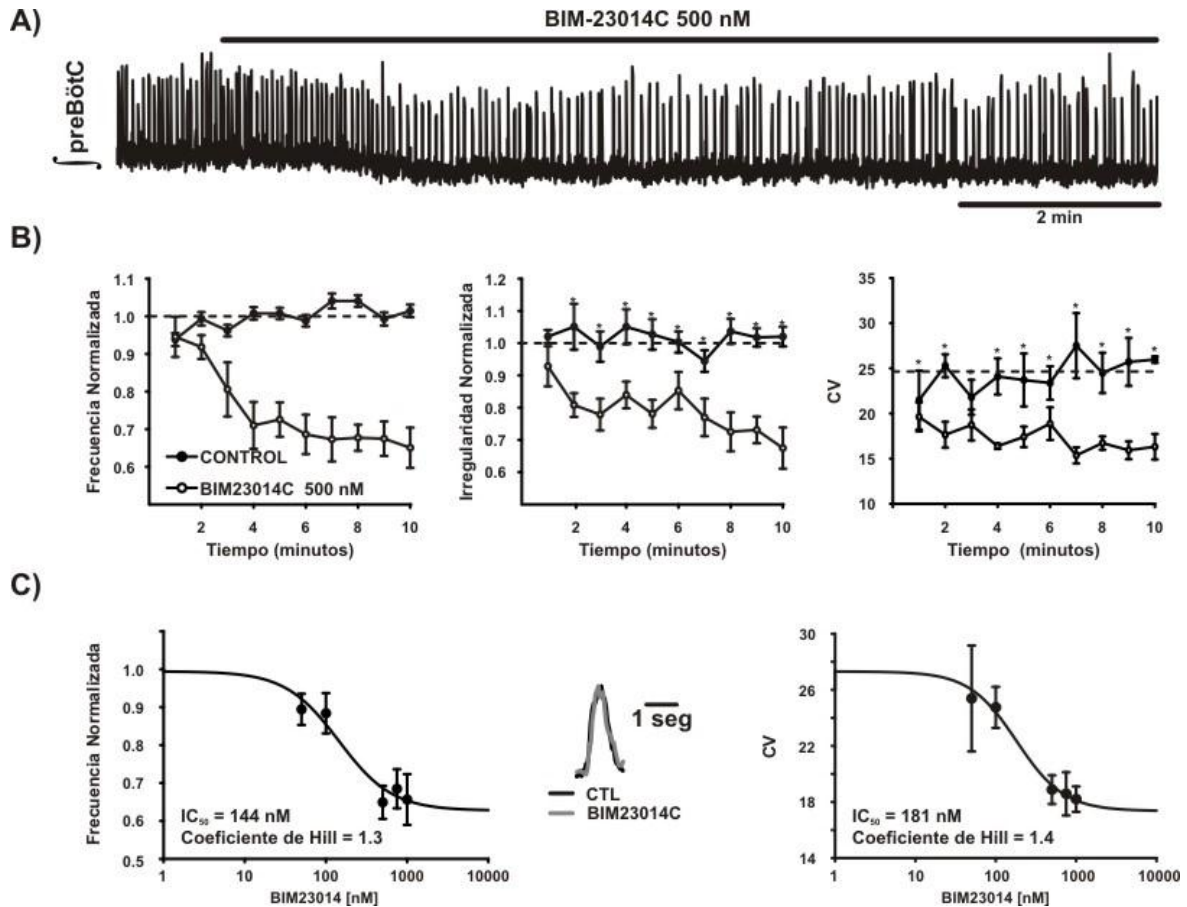 A)
BIM-23014C 500 nM
∫ preBötC
2 min
B)
Frecuencia Normalizada
1.1
1.0
0.9
0.8
0.7
0.6
CONTROL
BIM23014C 500 nM
2 4 6 8 10
Tiempo (minutos)
Irregularidad Normalizada
1.2
1.1
1.0
0.9
0.8
0.7
0.6
* * * * * * * * *
2 4 6 8 10
Tiempo (minutos)
CV
35
30
25
20
15
10
* * * * * * * * * *
2 4 6 8 10
Tiempo (minutos)
C)
Frecuencia Normalizada
1.0
0.9
0.8
0.7
0.6
0.5
IC₅₀ = 144 nM
Coeficiente de Hill = 1.3
1 10 100 1000 10000
BIM23014 [nM]
1 seg
CTL
BIM23014C
CV
30
26
22
18
14
IC₅₀ = 181 nM
Coeficiente de Hill = 1.4
1 10 100 1000 10000
BIM23014 [nM]